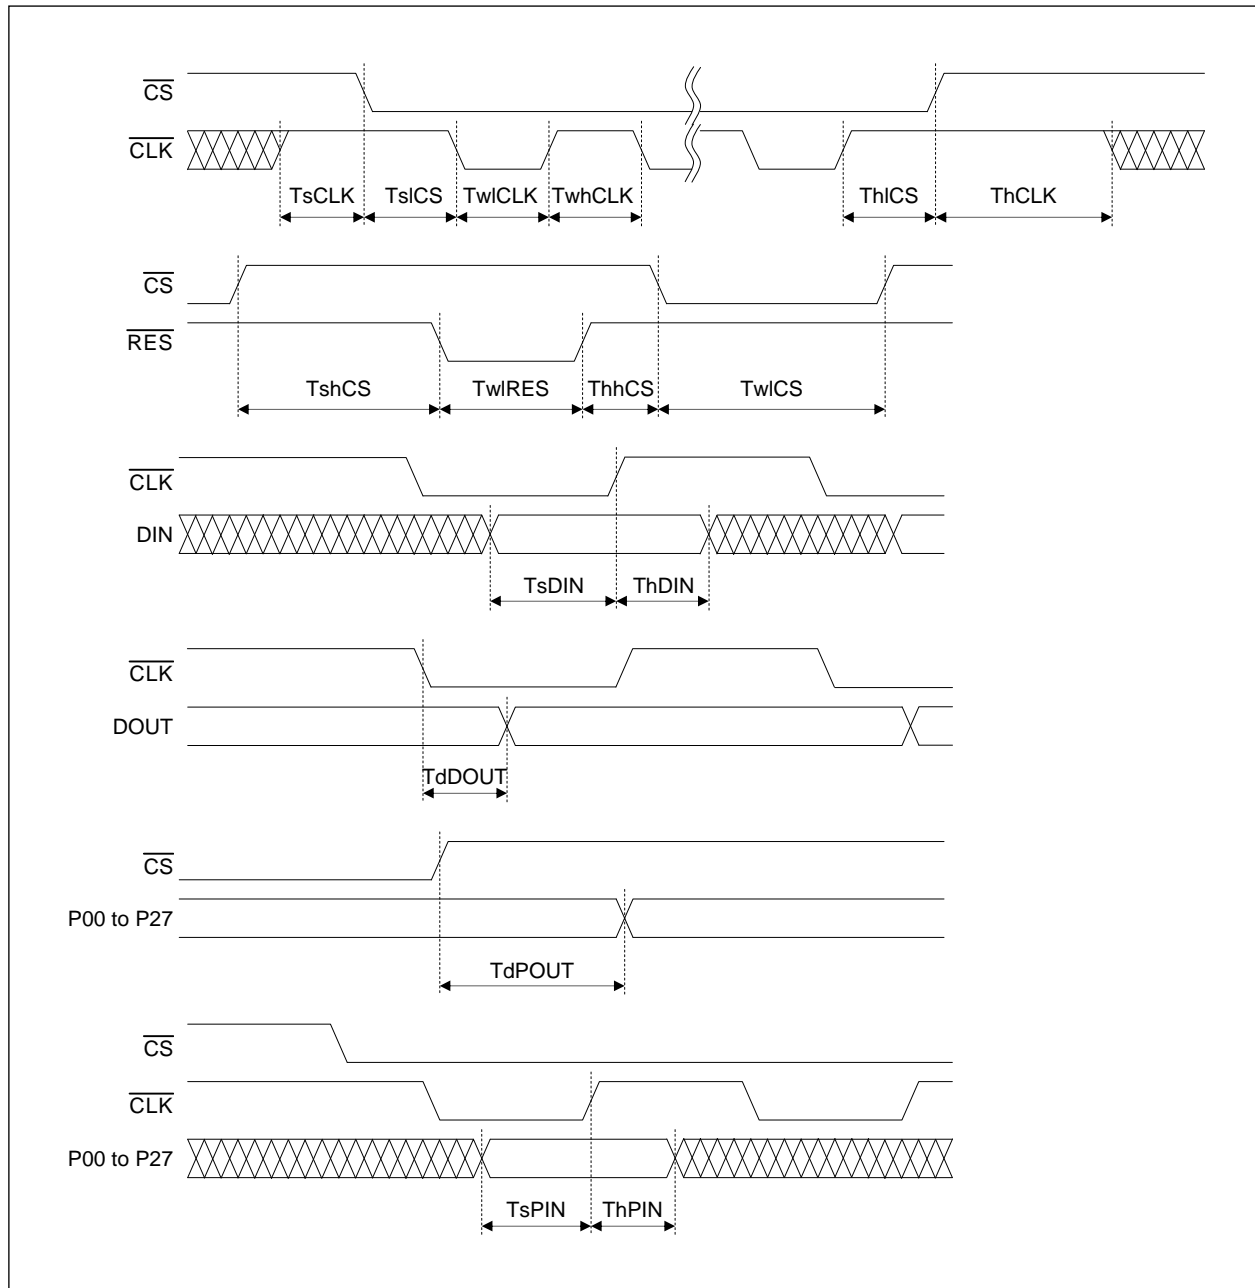 CS
CLK
TsCLK TslCS TwlCLK TwhCLK ThlCS ThCLK
CS
RES
TshCS TwlRES ThhCS TwlCS
CLK
DIN
TsDIN ThDIN
CLK
DOUT
TdDOUT
CS
P00 to P27
TdPOUT
CS
CLK
P00 to P27
TsPIN ThPIN